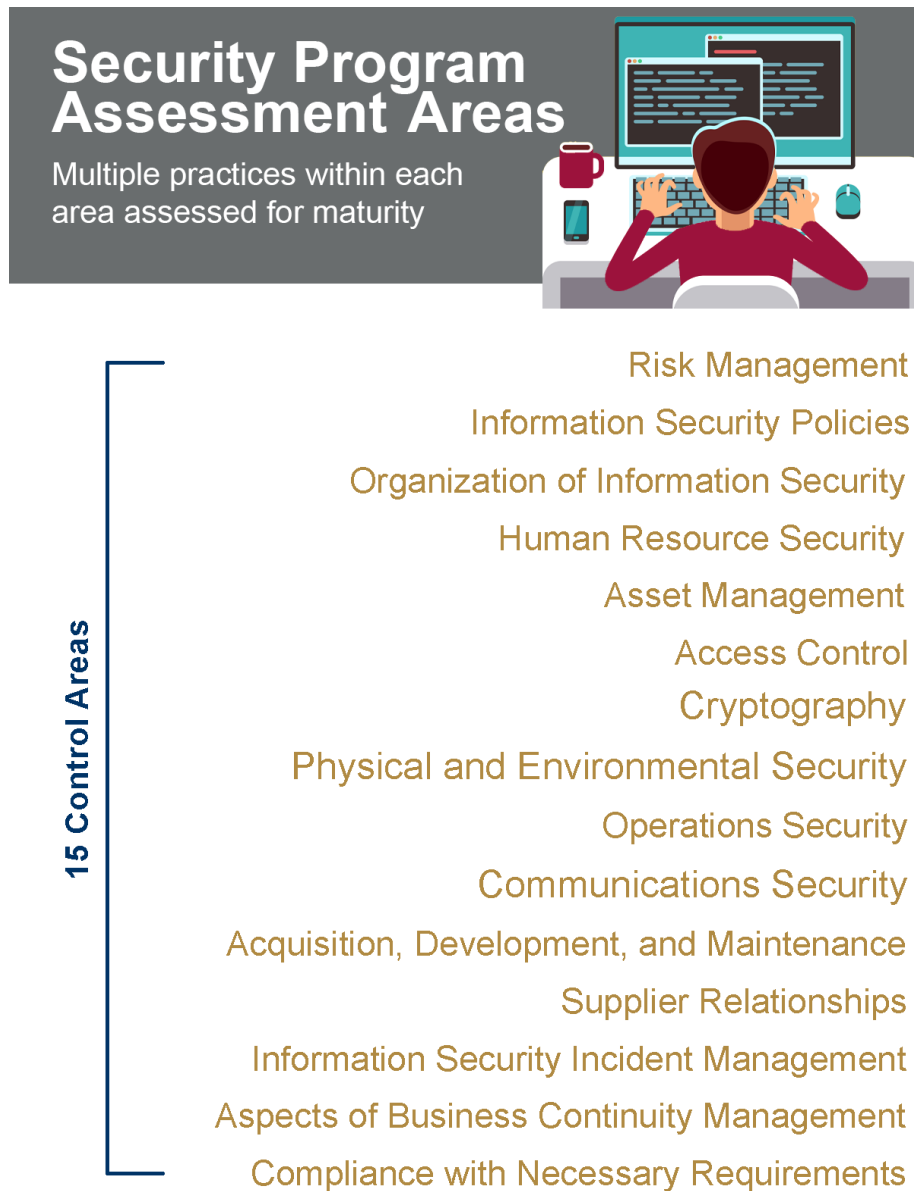 Security Program
Assessment Areas
Multiple practices within each
area assessed for maturity
15 Control Areas
Risk Management
Information Security Policies
Organization of Information Security
Human Resource Security
Asset Management
Access Control
Cryptography
Physical and Environmental Security
Operations Security
Communications Security
Acquisition, Development, and Maintenance
Supplier Relationships
Information Security Incident Management
Aspects of Business Continuity Management
Compliance with Necessary Requirements